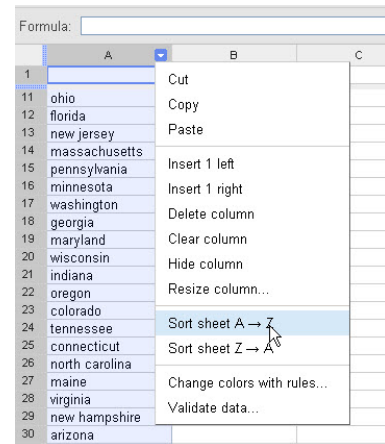 Formula:
A B C
1
11 ohio
12 florida
13 new jersey
14 massachusetts
15 pennsylvania
16 minnesota
17 washington
18 georgia
19 maryland
20 wisconsin
21 indiana
22 oregon
23 colorado
24 tennessee
25 connecticut
26 north carolina
27 maine
28 virginia
29 new hampshire
30 arizona
Cut
Copy
Paste
Insert 1 left
Insert 1 right
Delete column
Clear column
Hide column
Resize column...
Sort sheet A → Z
Sort sheet Z → A
Change colors with rules...
Validate data...